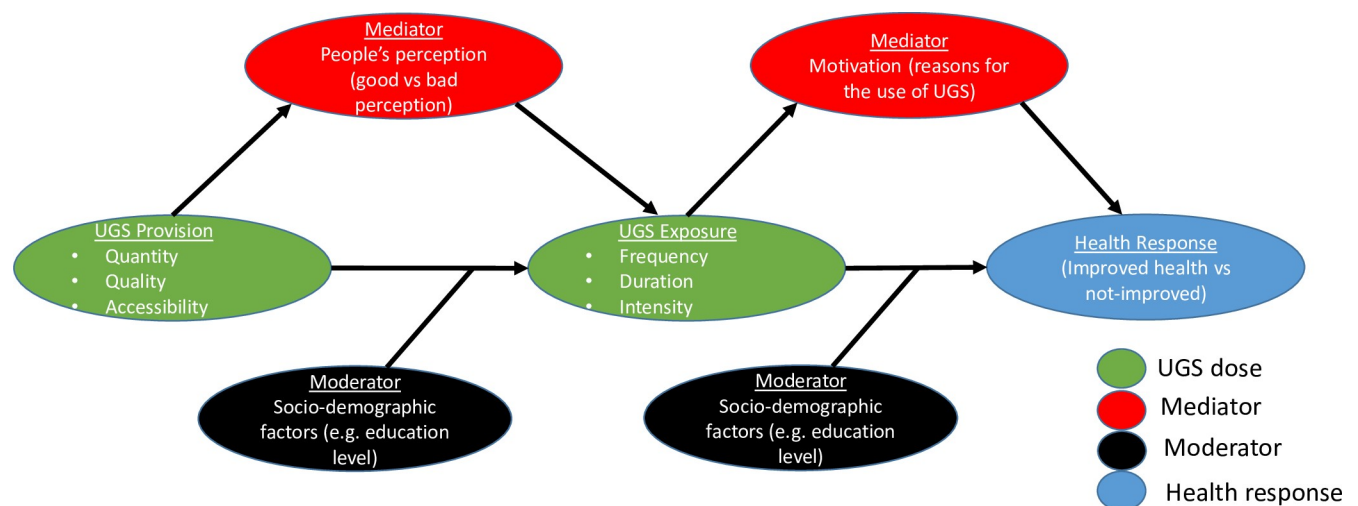 Mediator
People's perception
(good vs bad
perception)
Mediator
Motivation (reasons for
the use of UGS)
UGS Provision
• Quantity
• Quality
• Accessibility
UGS Exposure
• Frequency
• Duration
• Intensity
Health Response
(Improved health vs
not-improved)
Moderator
Socio-demographic
factors (e.g. education
level)
Moderator
Socio-demographic
factors (e.g. education
level)
UGS dose
Mediator
Moderator
Health response